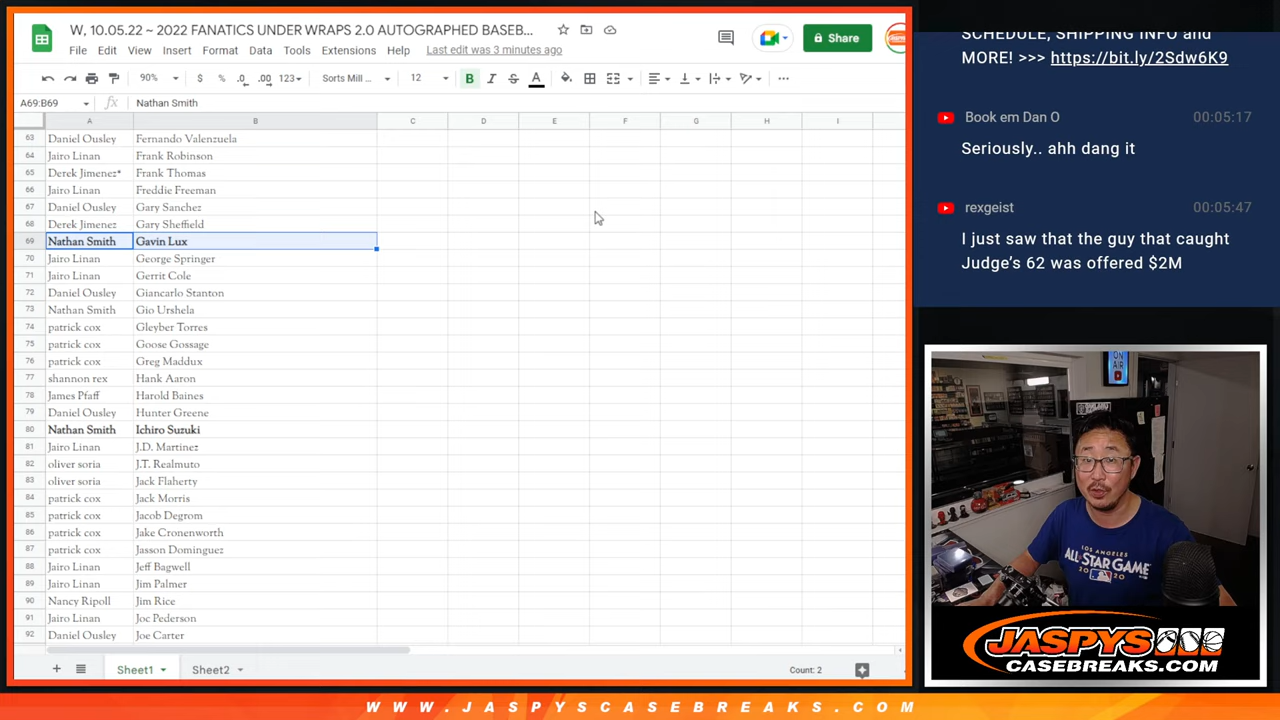 W, 10.05.22 ~ 2022 FANATICS UNDER WRAPS 2.0 AUTOGRAPHED BASEB...
File Edit View Insert Format Data Tools Extensions Help Last edit was 3 minutes ago
Share
90% $ % .0 .00 123 Sorts Mill ... 12 B I S A
A69:B69 fx Nathan Smith
A B C D E F G H I
63 Daniel Ousley Fernando Valenzuela
64 Jairo Linan Frank Robinson
65 Derek Jimenez* Frank Thomas
66 Jairo Linan Freddie Freeman
67 Daniel Ousley Gary Sanchez
68 Derek Jimenez Gary Sheffield
69 Nathan Smith Gavin Lux
70 Jairo Linan George Springer
71 Jairo Linan Gerrit Cole
72 Daniel Ousley Giancarlo Stanton
73 Nathan Smith Gio Urshela
74 patrick cox Gleyber Torres
75 patrick cox Goose Gossage
76 patrick cox Greg Maddux
77 shannon rex Hank Aaron
78 James Pfaff Harold Baines
79 Daniel Ousley Hunter Greene
80 Nathan Smith Ichiro Suzuki
81 Jairo Linan J.D. Martinez
82 oliver soria J.T. Realmuto
83 oliver soria Jack Flaherty
84 patrick cox Jack Morris
85 patrick cox Jacob Degrom
86 patrick cox Jake Cronenworth
87 patrick cox Jasson Dominguez
88 Jairo Linan Jeff Bagwell
89 Jairo Linan Jim Palmer
90 Nancy Ripoll Jim Rice
91 Jairo Linan Joc Pederson
92 Daniel Ousley Joe Carter
Sheet1 Sheet2 Count: 2
SCHEDULE, SHIPPING INFO and
MORE! >>> https://bit.ly/2Sdw6K9
Book em Dan O 00:05:17
Seriously.. ahh dang it
rexgeist 00:05:47
I just saw that the guy that caught
Judge's 62 was offered $2M
ON AIR
LOS ANGELES
ALL STAR GAME
2020
JASPYS
CASEBREAKS.COM
WWW.JASPYSCASEBREAKS.COM